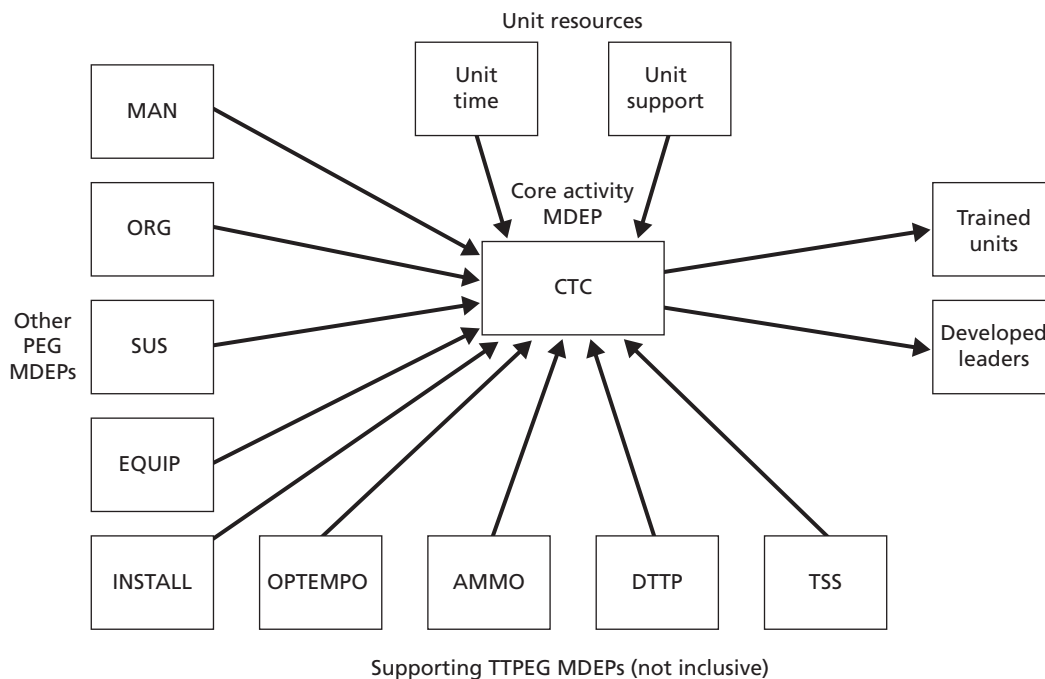 Unit resources
Unit
time
Unit
support
MAN
Core activity
MDEP
ORG
CTC
Trained
units
Other
PEG
MDEPs
SUS
Developed
leaders
EQUIP
INSTALL
OPTEMPO
AMMO
DTTP
TSS
Supporting TTPEG MDEPs (not inclusive)